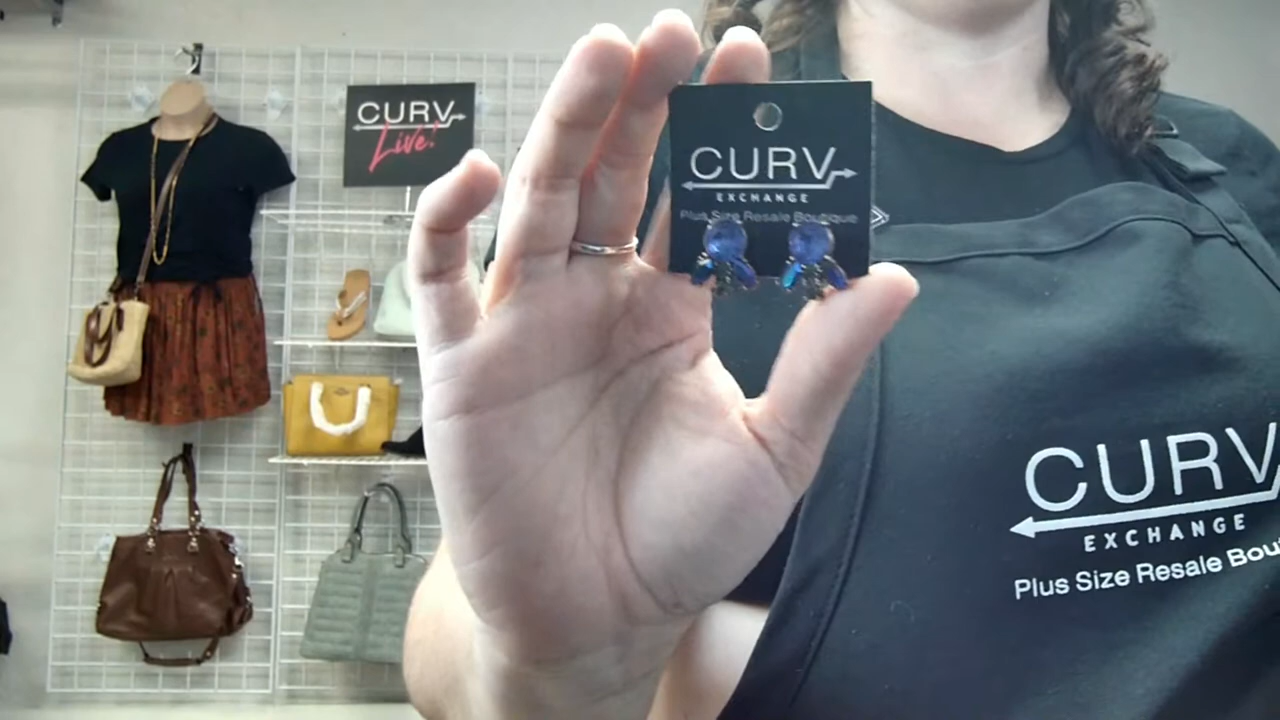 CURV
Live!
CURV
EXCHANGE
Plus Size Resale Boutique
CURV
EXCHANGE
Plus Size Resale Bou